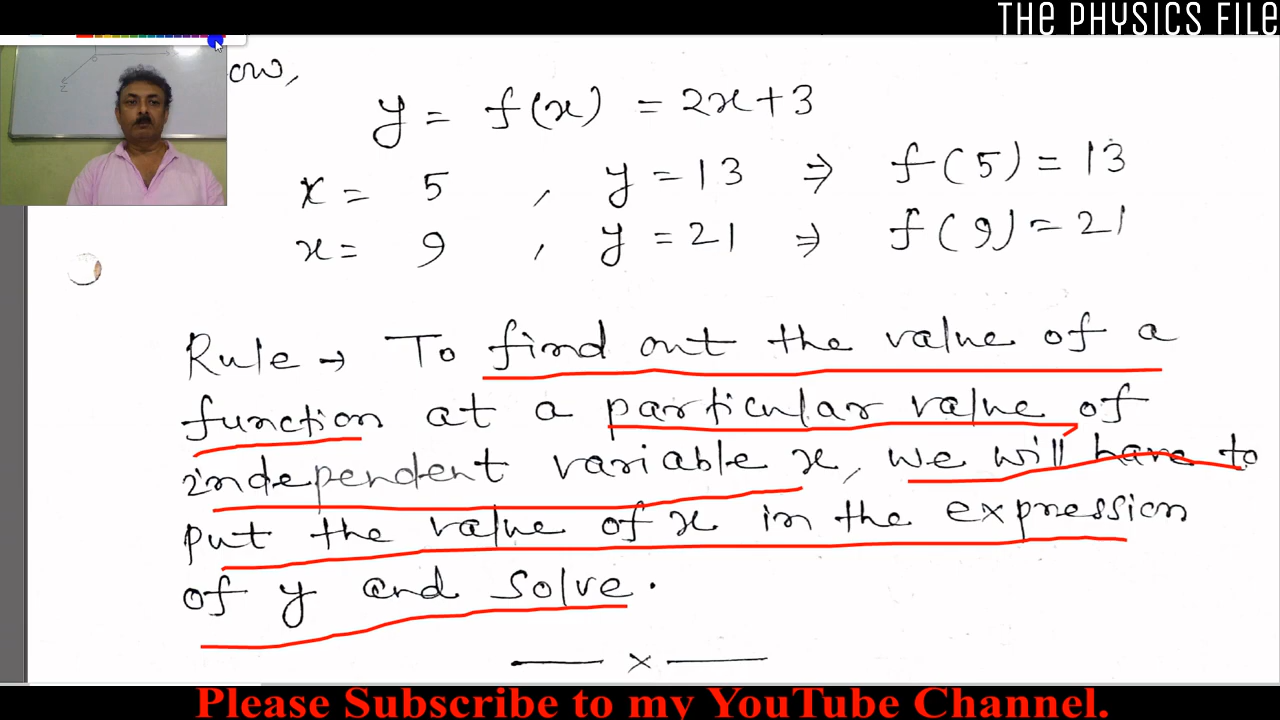 THE PHYSICS FILE
ow,
y = f(x) = 2x+3
x = 5 , y = 13 ⇒ f(5) = 13
x = 9 , y = 21 ⇒ f(9) = 21
Rule → To find out the value of a
function at a particular value of
independent variable x, we will have to
put the value of x in the expression
of y and solve.
x
Please Subscribe to my YouTube Channel.